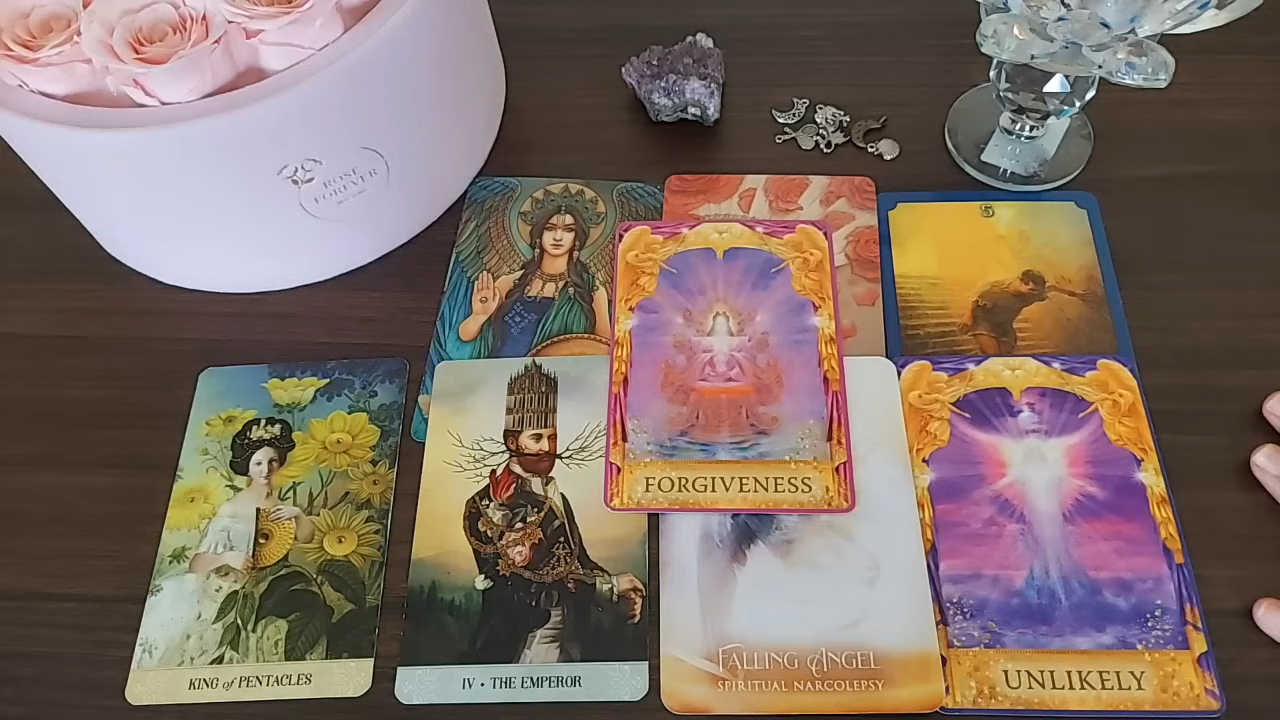 ROSE
FOREVER
5
FORGIVENESS
KING of PENTACLES
IV • THE EMPEROR
FALLING ANGEL
SPIRITUAL NARCOLEPSY
UNLIKELY